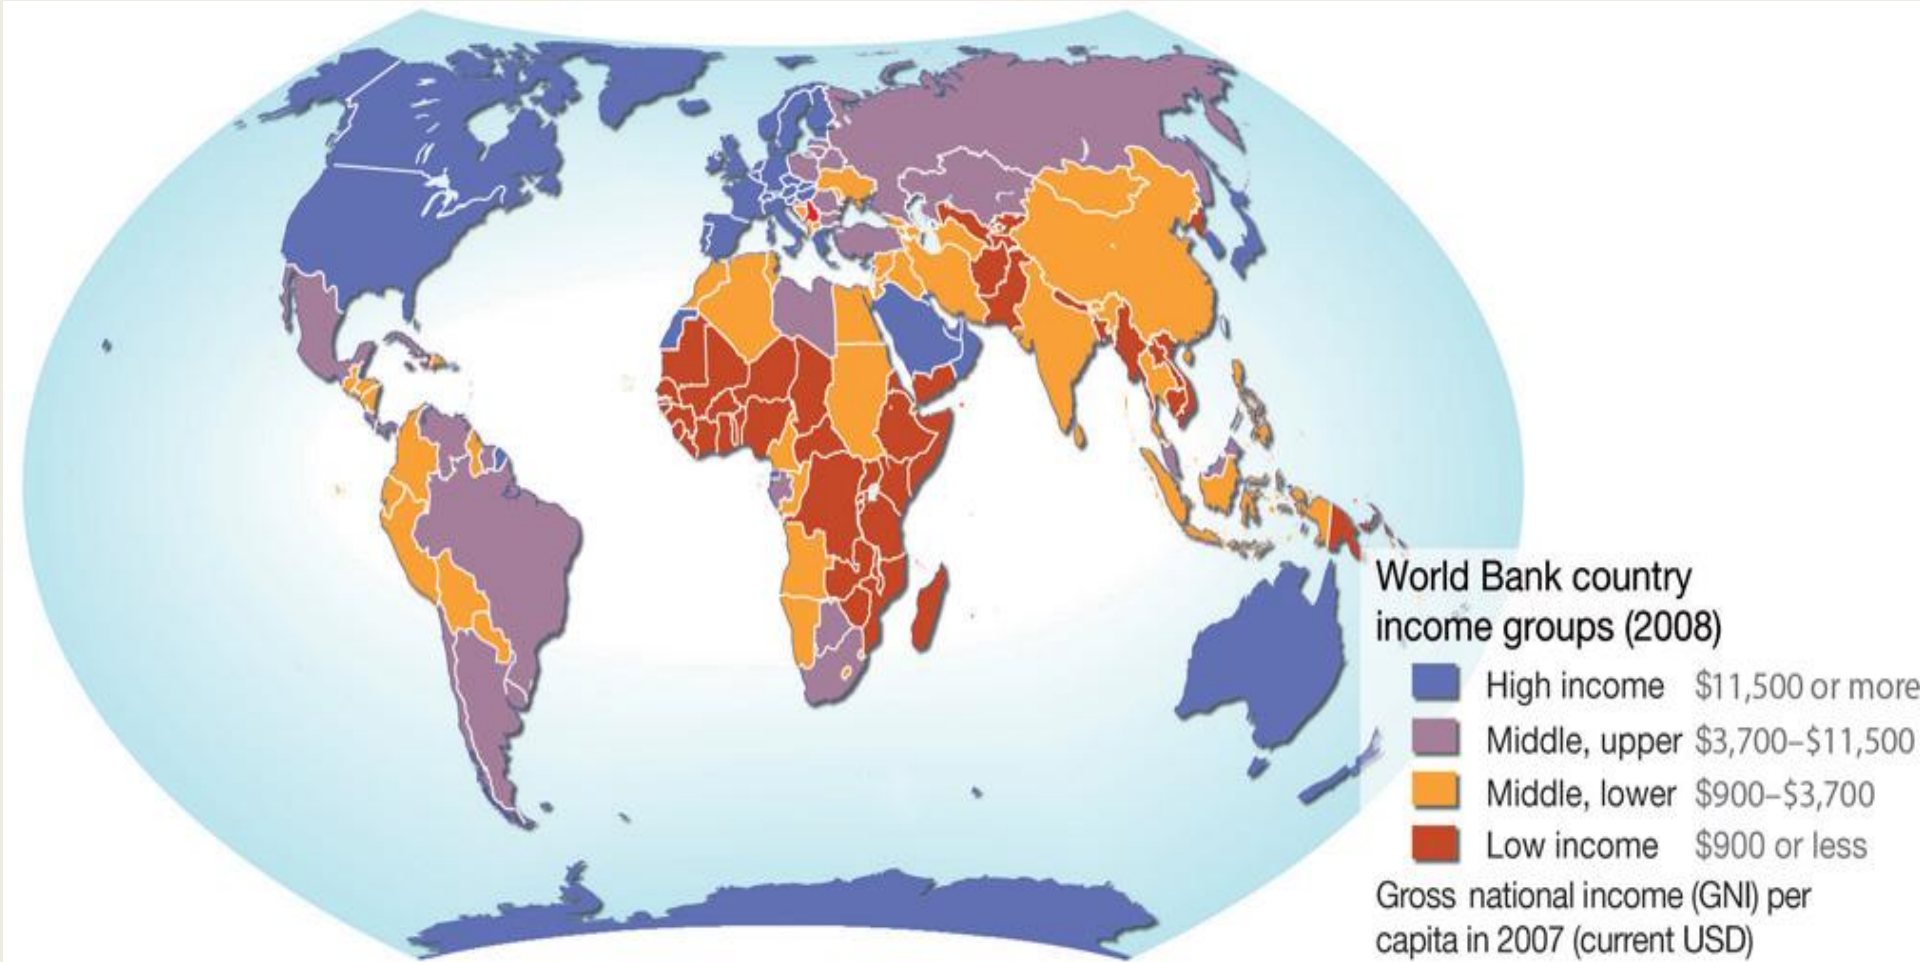 World Bank country
income groups (2008)
High income $11,500 or more
Middle, upper $3,700–$11,500
Middle, lower $900–$3,700
Low income $900 or less
Gross national income (GNI) per
capita in 2007 (current USD)